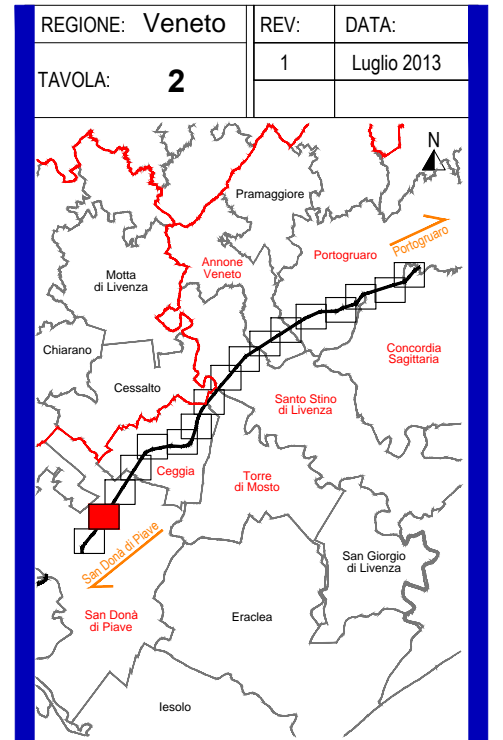 REGIONE: Veneto REV: DATA:
TAVOLA: 2 1 Luglio 2013
N
Pramaggiore
Portogruaro
Annone
Veneto
Portogruaro
Motta
di Livenza
Chiarano
Concordia
Sagittaria
Cessalto
Santo Stino
di Livenza
Ceggia
Torre
di Mosto
San Donà di Piave
San Giorgio
di Livenza
San Donà
di Piave
Eraclea
Iesolo